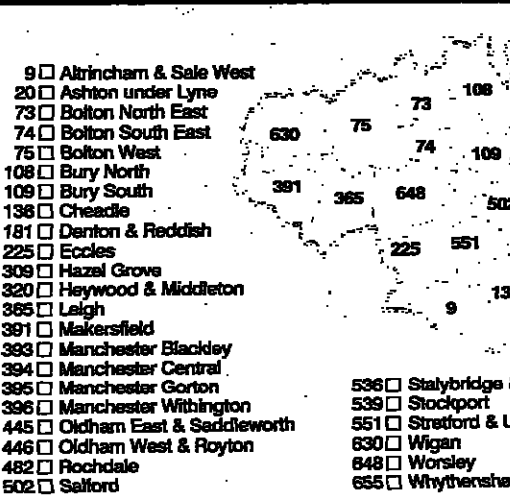 9☐ Altrincham & Sale West
20☐ Ashton under Lyne
73☐ Bolton North East
74☐ Bolton South East
75☐ Bolton West
108☐ Bury North
109☐ Bury South
136☐ Cheadle
181☐ Denton & Reddish
225☐ Eccles
309☐ Hazel Grove
320☐ Heywood & Middleton
365☐ Leigh
391☐ Makersfield
393☐ Manchester Blackley
394☐ Manchester Central
395☐ Manchester Gorton
396☐ Manchester Withington
445☐ Oldham East & Saddleworth
446☐ Oldham West & Royton
482☐ Rochdale
502☐ Salford
536☐ Stalybridge &
539☐ Stockport
551☐ Stretford & U
630☐ Wigan
648☐ Worsley
655☐ Whythensha
108
73
75
630
74
109
391
365
648
502
225
551
13
9